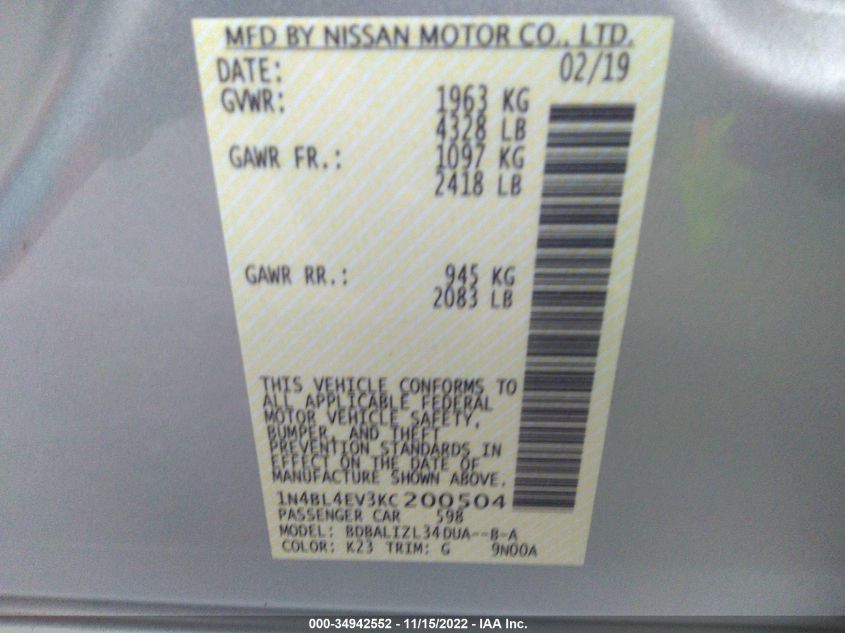 MFD BY NISSAN MOTOR CO., LTD.
DATE: 02/19
GVWR: 1963 KG
4328 LB
GAWR FR.: 1097 KG
2418 LB
GAWR RR.: 945 KG
2083 LB
THIS VEHICLE CONFORMS TO
ALL APPLICABLE FEDERAL
MOTOR VEHICLE SAFETY,
BUMPER, AND THEFT
PREVENTION STANDARDS IN
EFFECT ON THE DATE OF
MANUFACTURE SHOWN ABOVE.
1N4BL4EV3KC200504
PASSENGER CAR 598
MODEL: BDBALIZL34DUA--B-A
COLOR: K23 TRIM: G 9N00A
000-34942552 - 11/15/2022 - IAA Inc.